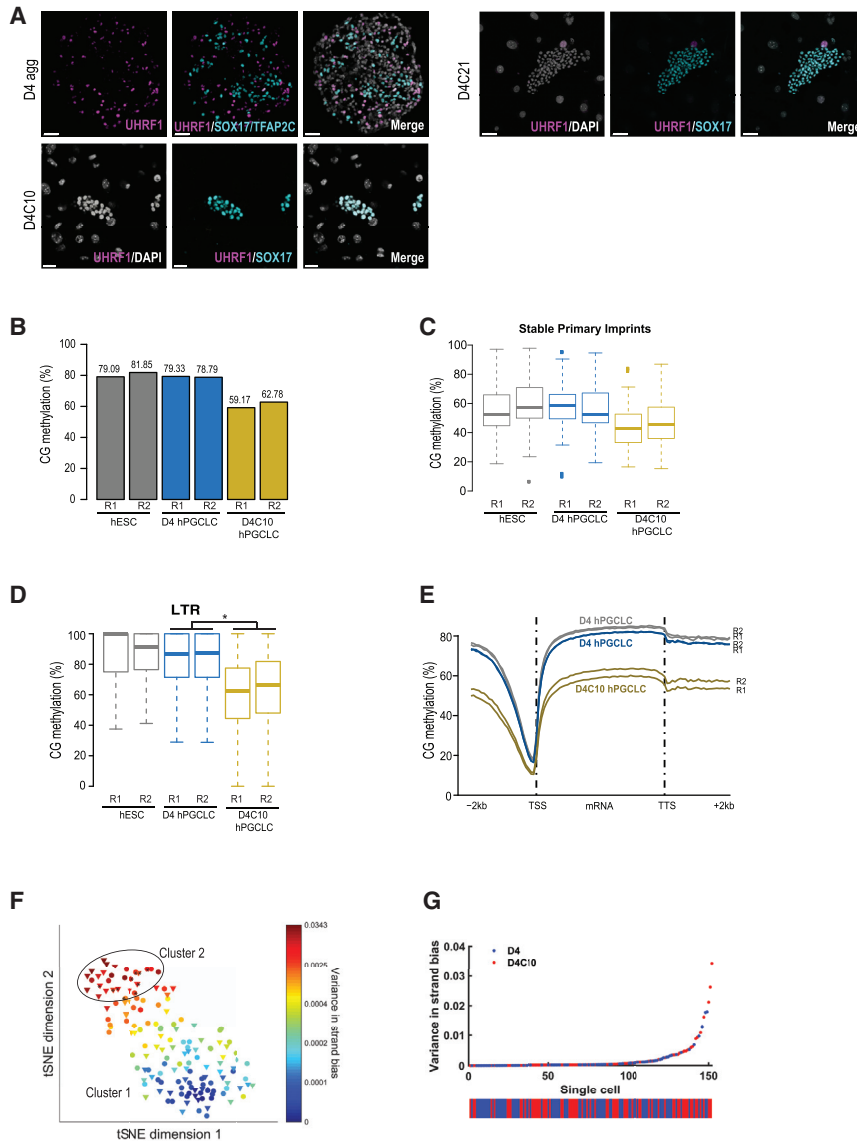 A
D4 agg
UHRF1
UHRF1/SOX17/TFAP2C
Merge
D4C21
UHRF1/DAPI
UHRF1/SOX17
Merge
D4C10
UHRF1/DAPI
UHRF1/SOX17
Merge
B
CG methylation (%)
100
80
60
40
20
0
79.09
81.85
79.33
78.79
59.17
62.78
R1 R2 R1 R2 R1 R2
hESC
D4 hPGCLC
D4C10
hPGCLC
C
Stable Primary Imprints
CG methylation (%)
100
80
60
40
20
0
R1 R2 R1 R2 R1 R2
hESC
D4 hPGCLC
D4C10
hPGCLC
D
LTR
*
CG methylation (%)
100
80
60
40
20
0
R1 R2 R1 R2 R1 R2
hESC
D4 hPGCLC
D4C10
hPGCLC
E
CG methylation (%)
80
60
40
20
0
D4 hPGCLC
D4 hPGCLC
D4C10 hPGCLC
R2
R1
R2
R1
R2
R1
−2kb TSS mRNA TTS +2kb
F
tSNE dimension 2
Cluster 2
Cluster 1
tSNE dimension 1
0.0343
0.0025
0.0004
0.0002
0.0001
0
Variance in strand bias
G
Variance in strand bias
0.04
0.03
0.02
0.01
0
D4
D4C10
0 50 100 150
Single cell